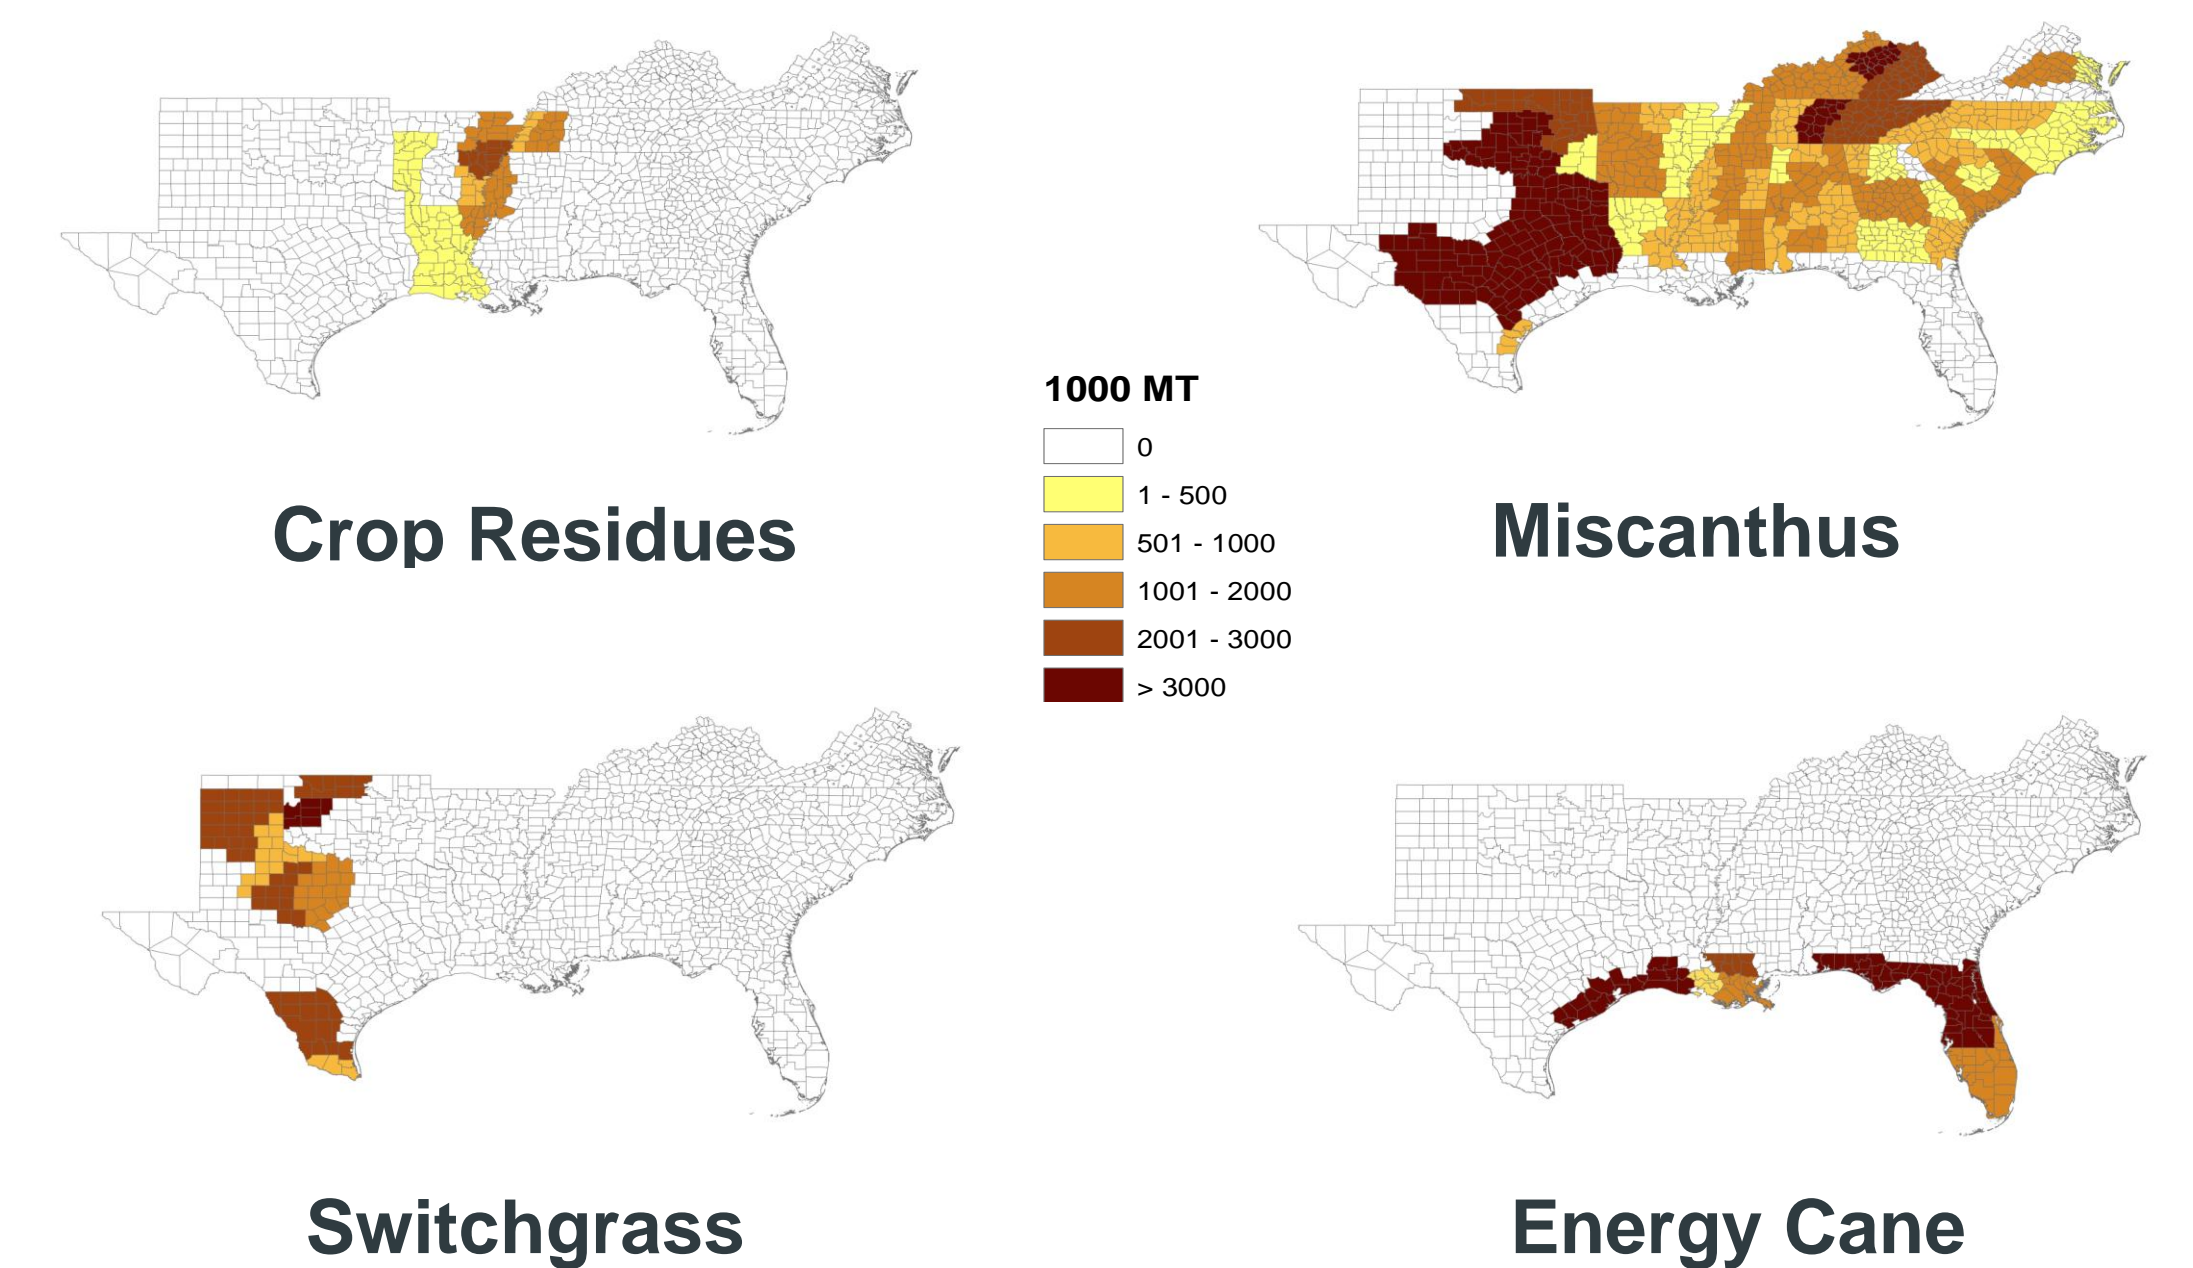 Crop Residues
Miscanthus
1000 MT
0
1 - 500
501 - 1000
1001 - 2000
2001 - 3000
> 3000
Switchgrass
Energy Cane